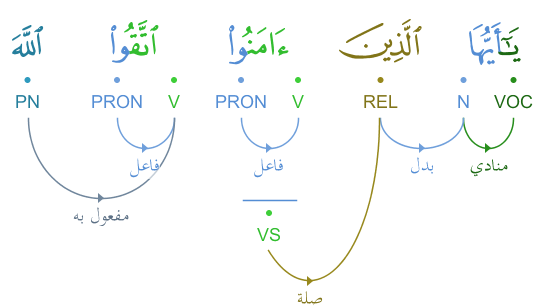 يَـٰٓأَيُّهَا ٱلَّذِينَ ءَامَنُوا۟ ٱتَّقُوا۟ ٱللَّهَ
VOC N REL V PRON V PRON PN
منادي بدل فاعل فاعل
مفعول به
VS
صلة